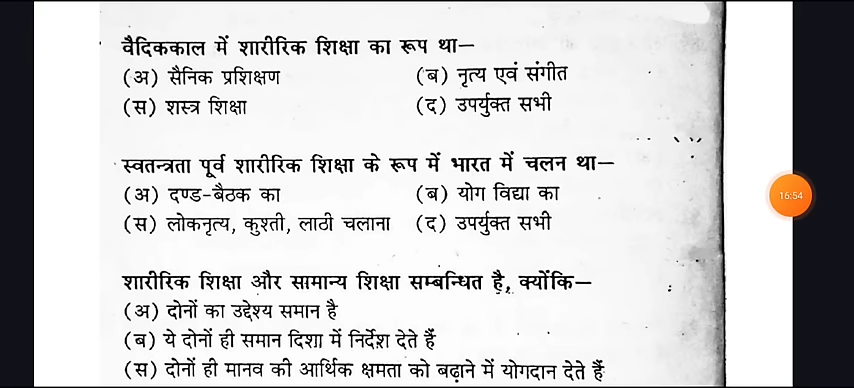 वैदिककाल में शारीरिक शिक्षा का रूप था—
(अ) सैनिक प्रशिक्षण (ब) नृत्य एवं संगीत
(स) शस्त्र शिक्षा (द) उपर्युक्त सभी
स्वतन्त्रता पूर्व शारीरिक शिक्षा के रूप में भारत में चलन था—
(अ) दण्ड-बैठक का (ब) योग विद्या का
(स) लोकनृत्य, कुश्ती, लाठी चलाना (द) उपर्युक्त सभी
16:54
शारीरिक शिक्षा और सामान्य शिक्षा सम्बन्धित है, क्योंकि—
(अ) दोनों का उद्देश्य समान है
(ब) ये दोनों ही समान दिशा में निर्देश देते हैं
(स) दोनों ही मानव की आर्थिक क्षमता को बढ़ाने में योगदान देते हैं